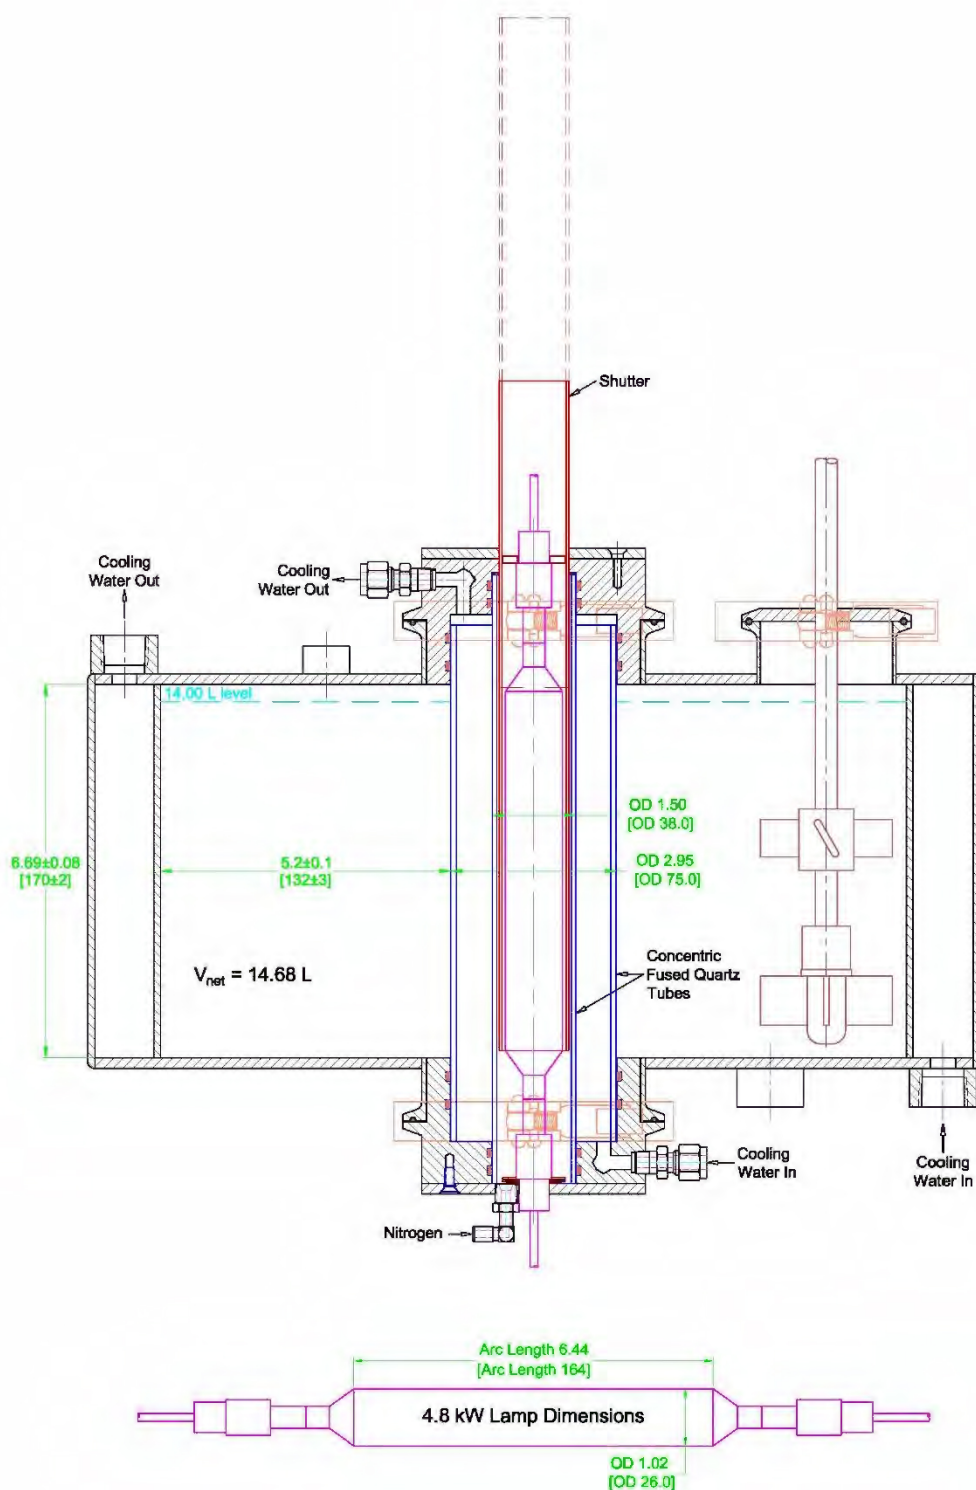 Shutter
Cooling
Water Out
Cooling
Water Out
14.00 L level
OD 1.50
[OD 38.0]
6.69±0.08
[170±2]
5.2±0.1
[132±3]
OD 2.95
[OD 75.0]
Vnet = 14.68 L
Concentric
Fused Quartz
Tubes
Cooling
Water In
Cooling
Water In
Nitrogen
Arc Length 6.44
[Arc Length 164]
4.8 kW Lamp Dimensions
OD 1.02
[OD 26.0]